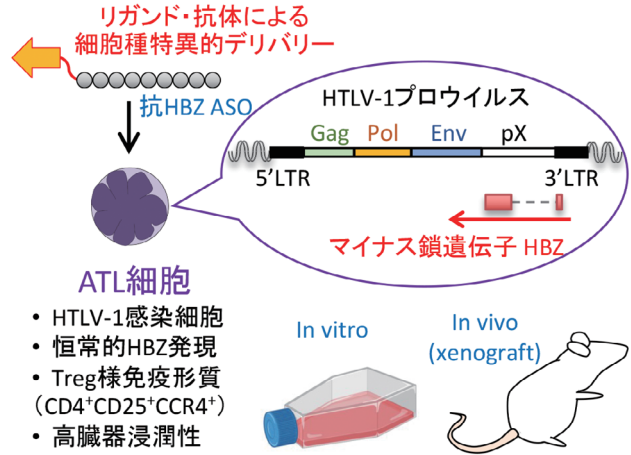 リガンド・抗体による
細胞種特異的デリバリー
抗HBZ ASO
HTLV-1プロウイルス
Gag Pol Env pX
5'LTR 3'LTR
マイナス鎖遺伝子 HBZ
ATL細胞
• HTLV-1感染細胞
• 恒常的HBZ発現
• Treg様免疫形質
（CD4⁺CD25⁺CCR4⁺）
• 高臓器浸潤性
In vitro
In vivo
(xenograft)